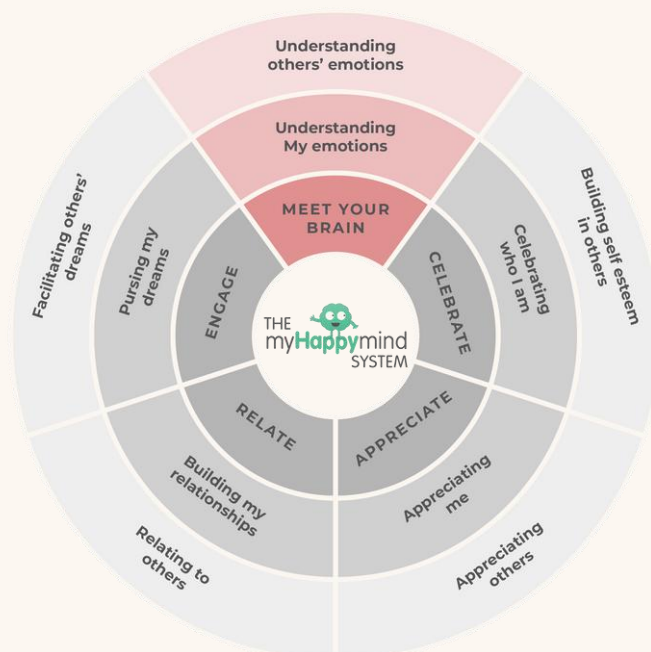 Understanding
others' emotions
Understanding
My emotions
MEET YOUR
BRAIN
Building self esteem
in others
Celebrating
who I am
CELEBRATE
Appreciating
others
Appreciating
me
APPRECIATE
Relating to
others
Building my
relationships
RELATE
Facilitating others'
dreams
Pursing my
dreams
ENGAGE
THE
myHappymind
SYSTEM